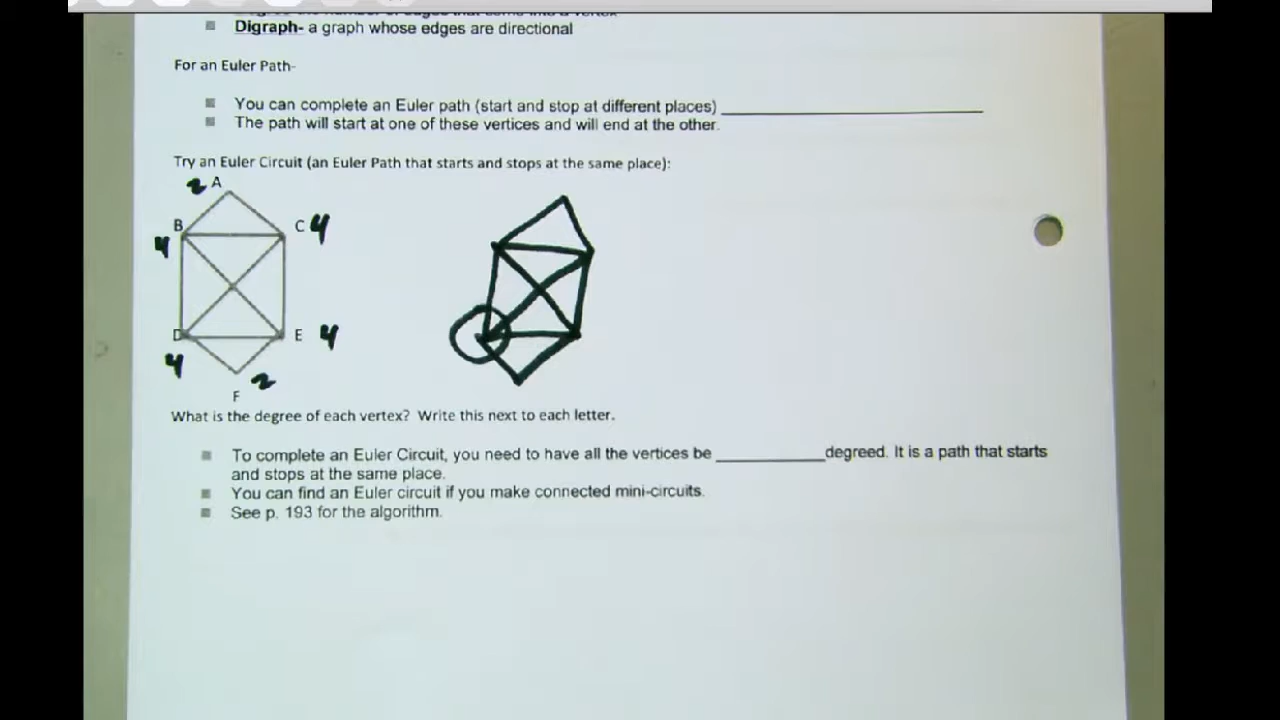 Digraph- a graph whose edges are directional
For an Euler Path-
You can complete an Euler path (start and stop at different places) ____________________
The path will start at one of these vertices and will end at the other.
Try an Euler Circuit (an Euler Path that starts and stops at the same place):
2 A
B
C 4
4
D
E 4
4
2
F
What is the degree of each vertex? Write this next to each letter.
To complete an Euler Circuit, you need to have all the vertices be __________degreed. It is a path that starts
and stops at the same place.
You can find an Euler circuit if you make connected mini-circuits.
See p. 193 for the algorithm.